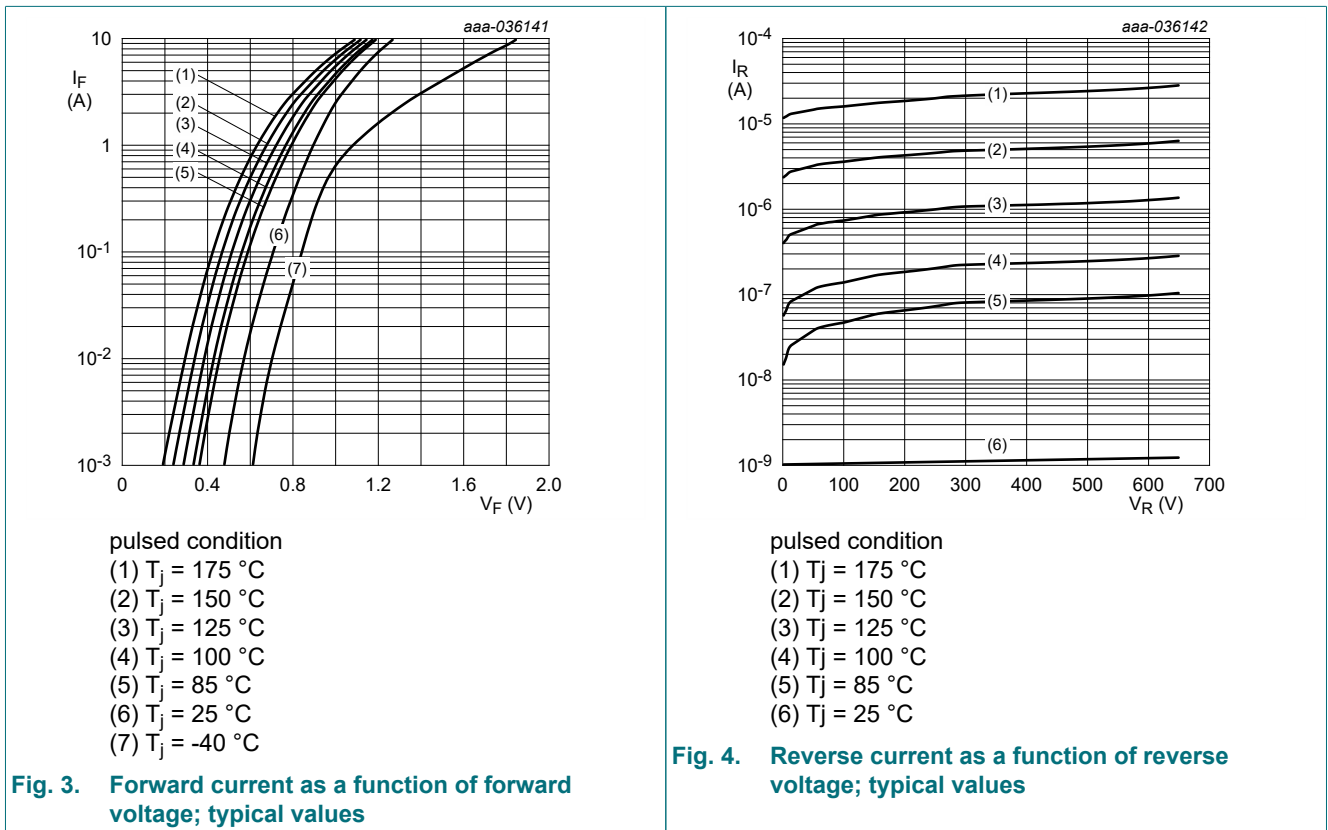 aaa-036141
10
I_F
(A)
1
10^-1
10^-2
10^-3
(1)
(2)
(3)
(4)
(5)
(6)
(7)
0
0.4
0.8
1.2
1.6
2.0
V_F (V)
pulsed condition
(1) T_j = 175 °C
(2) T_j = 150 °C
(3) T_j = 125 °C
(4) T_j = 100 °C
(5) T_j = 85 °C
(6) T_j = 25 °C
(7) T_j = -40 °C
Fig. 3. Forward current as a function of forward
voltage; typical values
aaa-036142
10^-4
I_R
(A)
10^-5
10^-6
10^-7
10^-8
10^-9
(1)
(2)
(3)
(4)
(5)
(6)
0
100
200
300
400
500
600
700
V_R (V)
pulsed condition
(1) Tj = 175 °C
(2) Tj = 150 °C
(3) Tj = 125 °C
(4) Tj = 100 °C
(5) Tj = 85 °C
(6) Tj = 25 °C
Fig. 4. Reverse current as a function of reverse
voltage; typical values